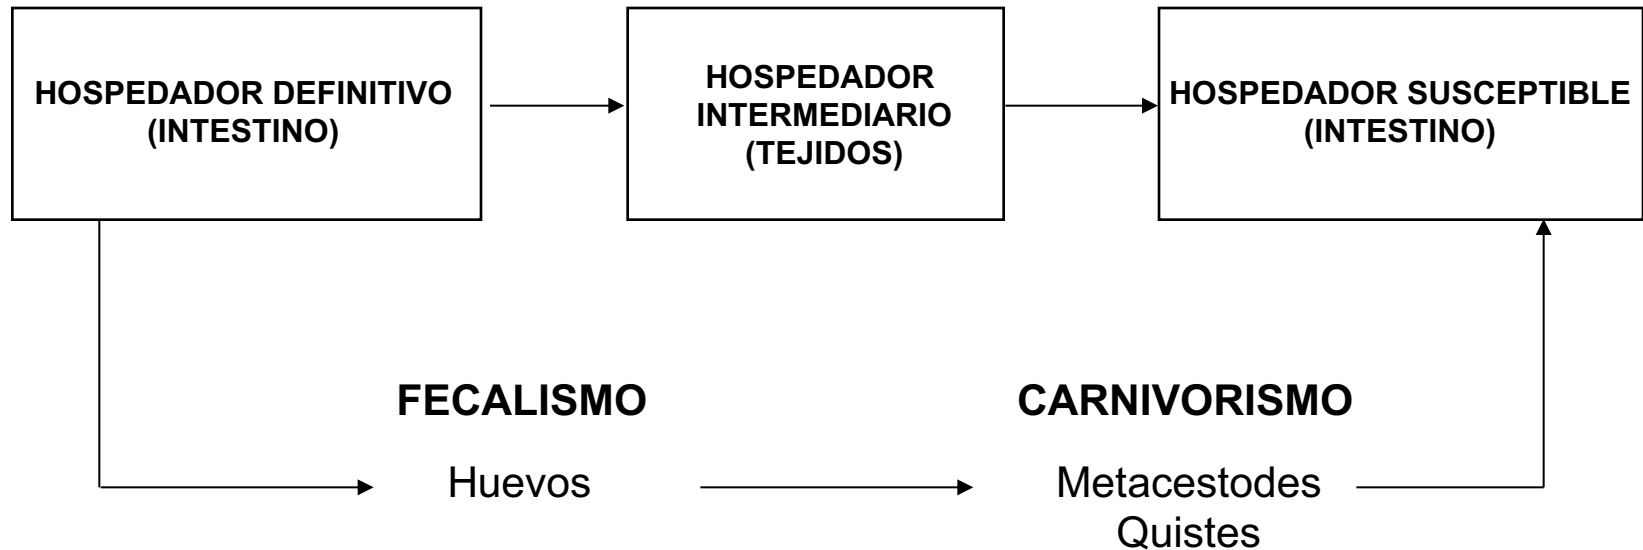 HOSPEDADOR DEFINITIVO
(INTESTINO)
HOSPEDADOR
INTERMEDIARIO
(TEJIDOS)
HOSPEDADOR SUSCEPTIBLE
(INTESTINO)
FECALISMO
CARNIVORISMO
Huevos
Metacestodes
Quistes